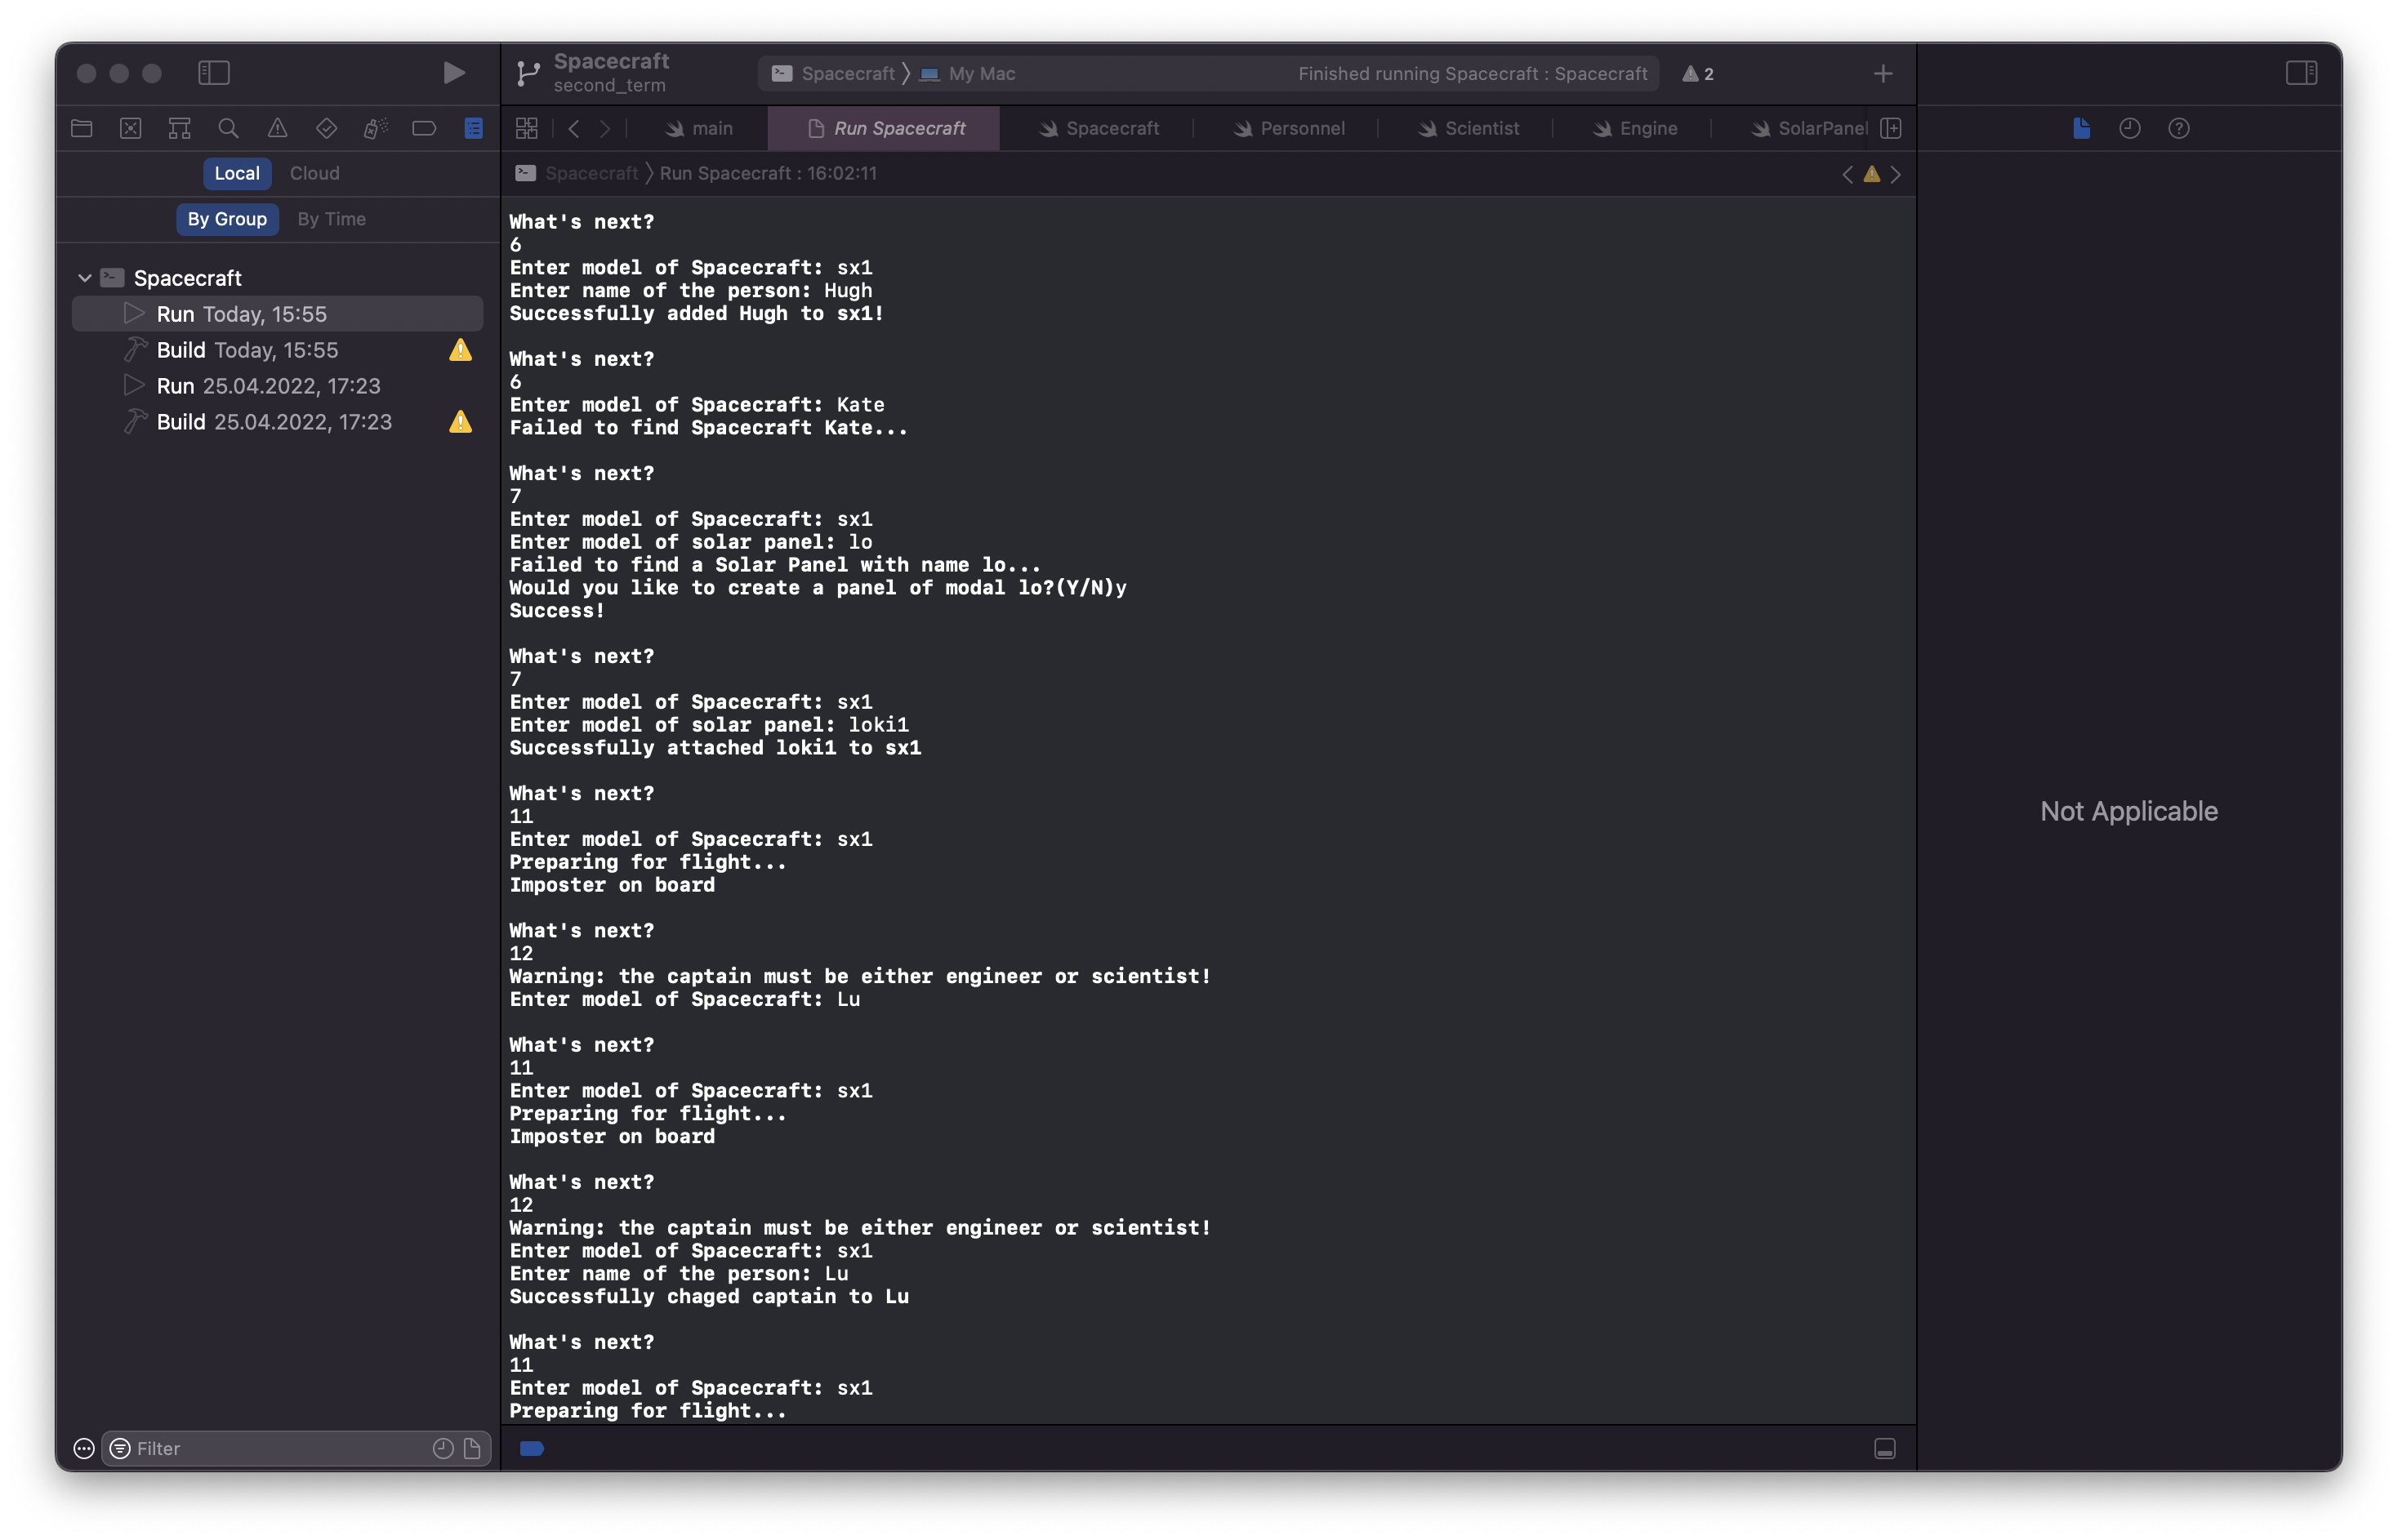 Spacecraft
second_term
Spacecraft
My Mac
Finished running Spacecraft : Spacecraft
2
main
Run Spacecraft
Spacecraft
Personnel
Scientist
Engine
SolarPanel
Local
Cloud
Spacecraft
Run Spacecraft : 16:02:11
By Group
By Time
Spacecraft
Run Today, 15:55
Build Today, 15:55
Run 25.04.2022, 17:23
Build 25.04.2022, 17:23
What's next?
6
Enter model of Spacecraft: sx1
Enter name of the person: Hugh
Successfully added Hugh to sx1!
What's next?
6
Enter model of Spacecraft: Kate
Failed to find Spacecraft Kate...
What's next?
7
Enter model of Spacecraft: sx1
Enter model of solar panel: lo
Failed to find a Solar Panel with name lo...
Would you like to create a panel of modal lo?(Y/N)y
Success!
What's next?
7
Enter model of Spacecraft: sx1
Enter model of solar panel: loki1
Successfully attached loki1 to sx1
What's next?
11
Enter model of Spacecraft: sx1
Preparing for flight...
Imposter on board
What's next?
12
Warning: the captain must be either engineer or scientist!
Enter model of Spacecraft: Lu
What's next?
11
Enter model of Spacecraft: sx1
Preparing for flight...
Imposter on board
What's next?
12
Warning: the captain must be either engineer or scientist!
Enter model of Spacecraft: sx1
Enter name of the person: Lu
Successfully chaged captain to Lu
What's next?
11
Enter model of Spacecraft: sx1
Preparing for flight...
Not Applicable
Filter